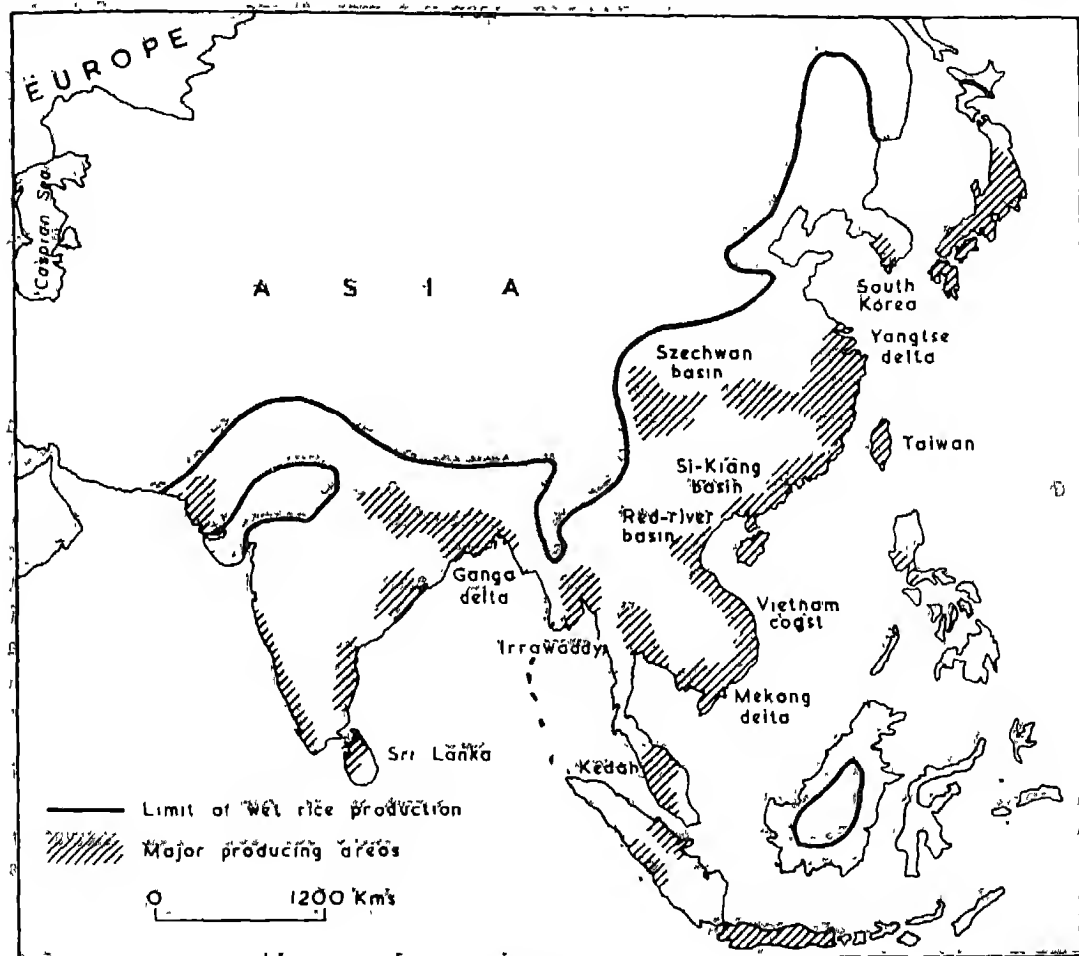 EUROPE
Caspian Sea
A S I A
South
Korea
Yangtse
delta
Szechwan
basin
Taiwan
Si-Kiang
basin
Red-river
basin
Ganga
delta
Vietnam
coast
Irrawaddy
Mekong
delta
Sri Lanka
Kedah
Limit of wet rice production
Major producing areas
0 1200 Km's